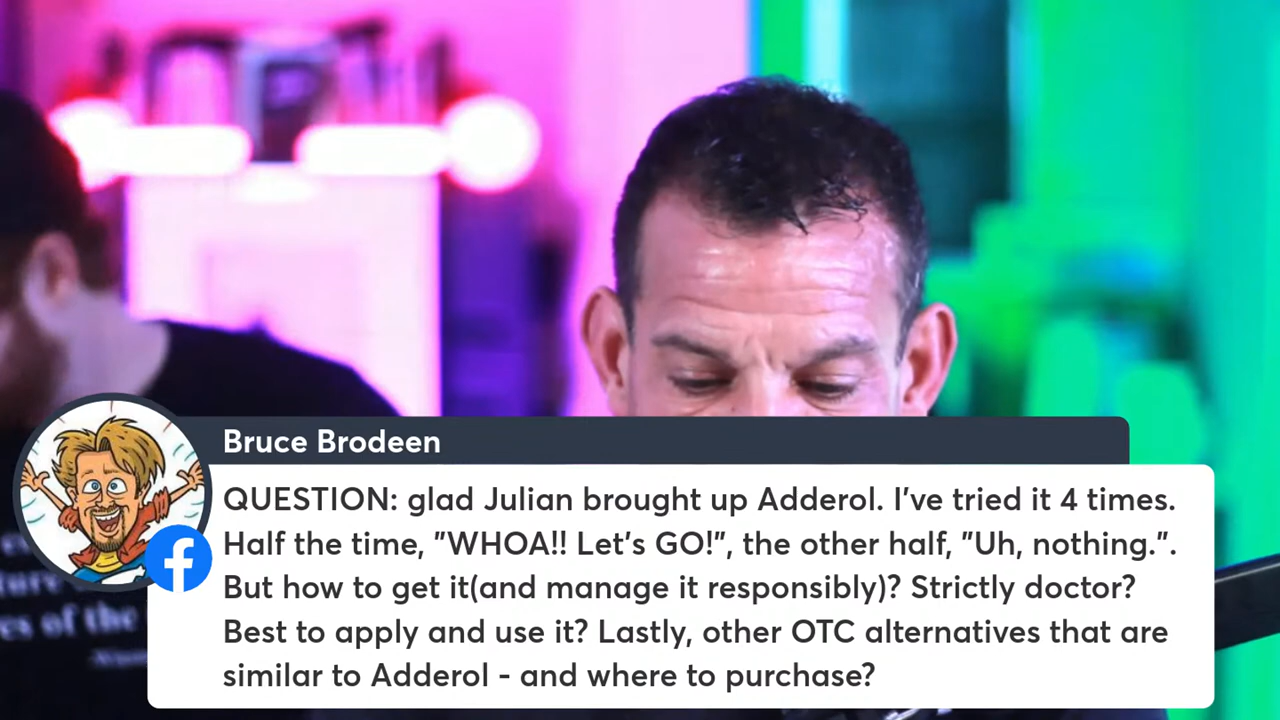 Bruce Brodeen
QUESTION: glad Julian brought up Adderol. I've tried it 4 times.
Half the time, "WHOA!! Let's GO!", the other half, "Uh, nothing.".
But how to get it(and manage it responsibly)? Strictly doctor?
Best to apply and use it? Lastly, other OTC alternatives that are
similar to Adderol - and where to purchase?
of the